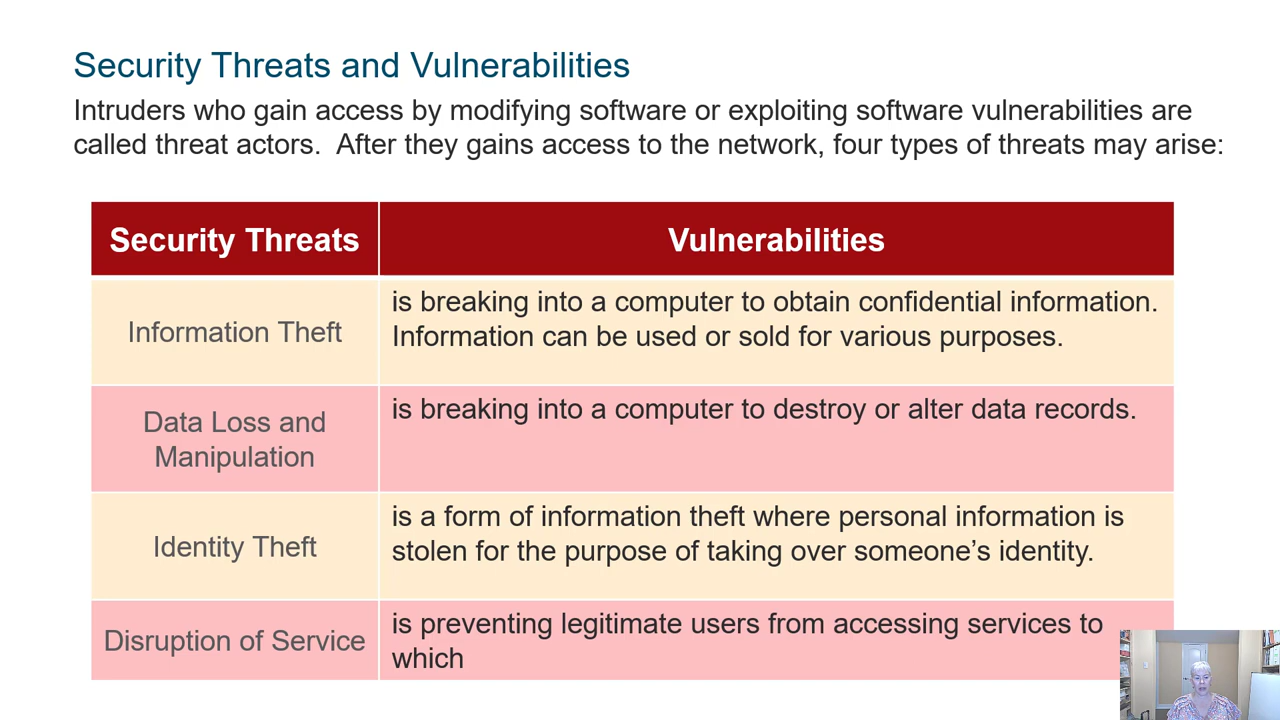 Security Threats and Vulnerabilities
Intruders who gain access by modifying software or exploiting software vulnerabilities are
called threat actors.  After they gains access to the network, four types of threats may arise:
Security Threats
Vulnerabilities
Information Theft
is breaking into a computer to obtain confidential information.
Information can be used or sold for various purposes.
Data Loss and
Manipulation
is breaking into a computer to destroy or alter data records.
Identity Theft
is a form of information theft where personal information is
stolen for the purpose of taking over someone’s identity.
Disruption of Service
is preventing legitimate users from accessing services to
which